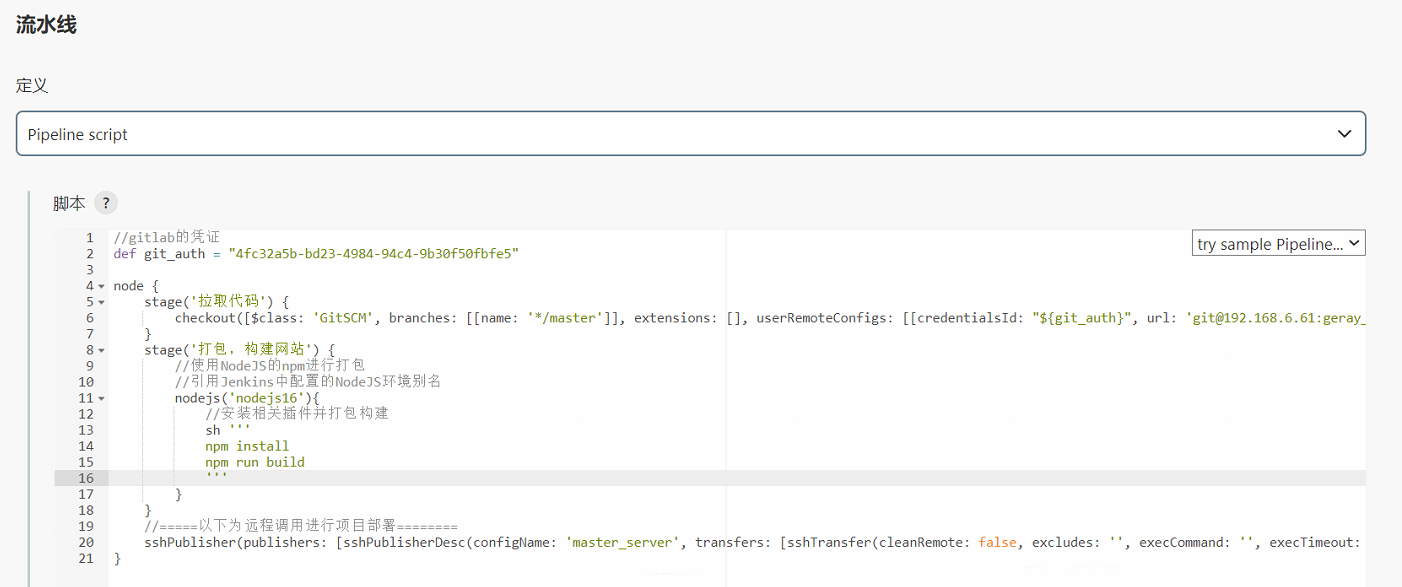 流水线
定义
Pipeline script
脚本 ?
try sample Pipeline...
1 //gitlab的凭证
2 def git_auth = "4fc32a5b-bd23-4984-94c4-9b30f50fbfe5"
3
4 node {
5 stage('拉取代码') {
6 checkout([$class: 'GitSCM', branches: [[name: '*/master']], extensions: [], userRemoteConfigs: [[credentialsId: "${git_auth}", url: 'git@192.168.6.61:geray_
7 }
8 stage('打包，构建网站') {
9 //使用NodeJS的npm进行打包
10 //引用Jenkins中配置的NodeJS环境别名
11 nodejs('nodejs16'){
12 //安装相关插件并打包构建
13 sh '''
14 npm install
15 npm run build
16 '''
17 }
18 }
19 //=====以下为远程调用进行项目部署========
20 sshPublisher(publishers: [sshPublisherDesc(configName: 'master_server', transfers: [sshTransfer(cleanRemote: false, excludes: '', execCommand: '', execTimeout:
21 }